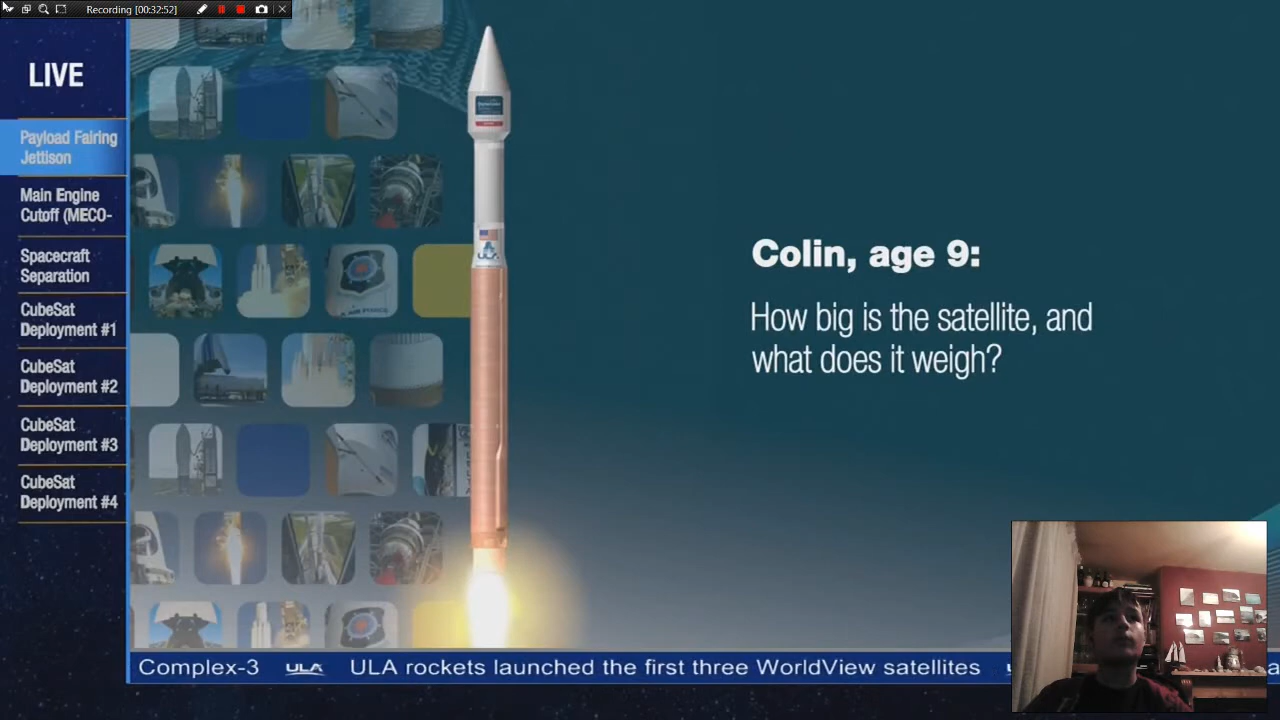 Recording [00:32:52]
LIVE
Payload Fairing
Jettison
Main Engine
Cutoff (MECO-
Spacecraft
Separation
CubeSat
Deployment #1
CubeSat
Deployment #2
CubeSat
Deployment #3
CubeSat
Deployment #4
Colin, age 9:
How big is the satellite, and
what does it weigh?
Complex-3 ULA ULA rockets launched the first three WorldView satellites